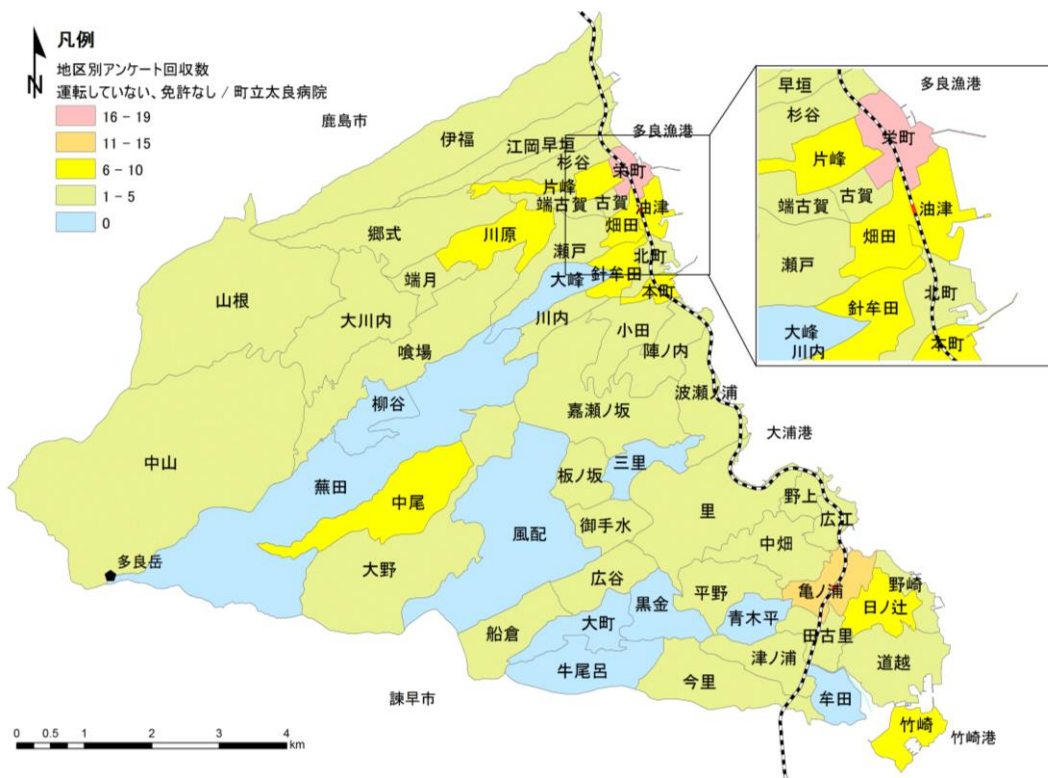 凡例
地区別アンケート回収数
運転していない、免許なし / 町立太良病院
16 - 19
11 - 15
6 - 10
1 - 5
0
N
鹿島市
多良漁港
伊福
江岡
早垣
杉谷
栄町
片峰
端古賀
古賀
油津
畑田
川原
郷式
瀬戸
北町
端月
大峰
針牟田
本町
山根
大川内
川内
小田
陣ノ内
喰場
柳谷
嘉瀬ノ坂
波瀬ノ浦
大浦港
中山
蕪田
中尾
板ノ坂
三里
里
野上
広江
風配
御手水
中畑
多良岳
大野
広谷
平野
亀ノ浦
野崎
日ノ辻
黒金
青木平
船倉
大町
田古里
津ノ浦
道越
牛尾呂
今里
牟田
諫早市
竹崎
竹崎港
0 0.5 1 2 3 4
km
早垣
多良漁港
杉谷
栄町
片峰
端古賀
古賀
油津
畑田
瀬戸
北町
針牟田
大峰
川内
本町